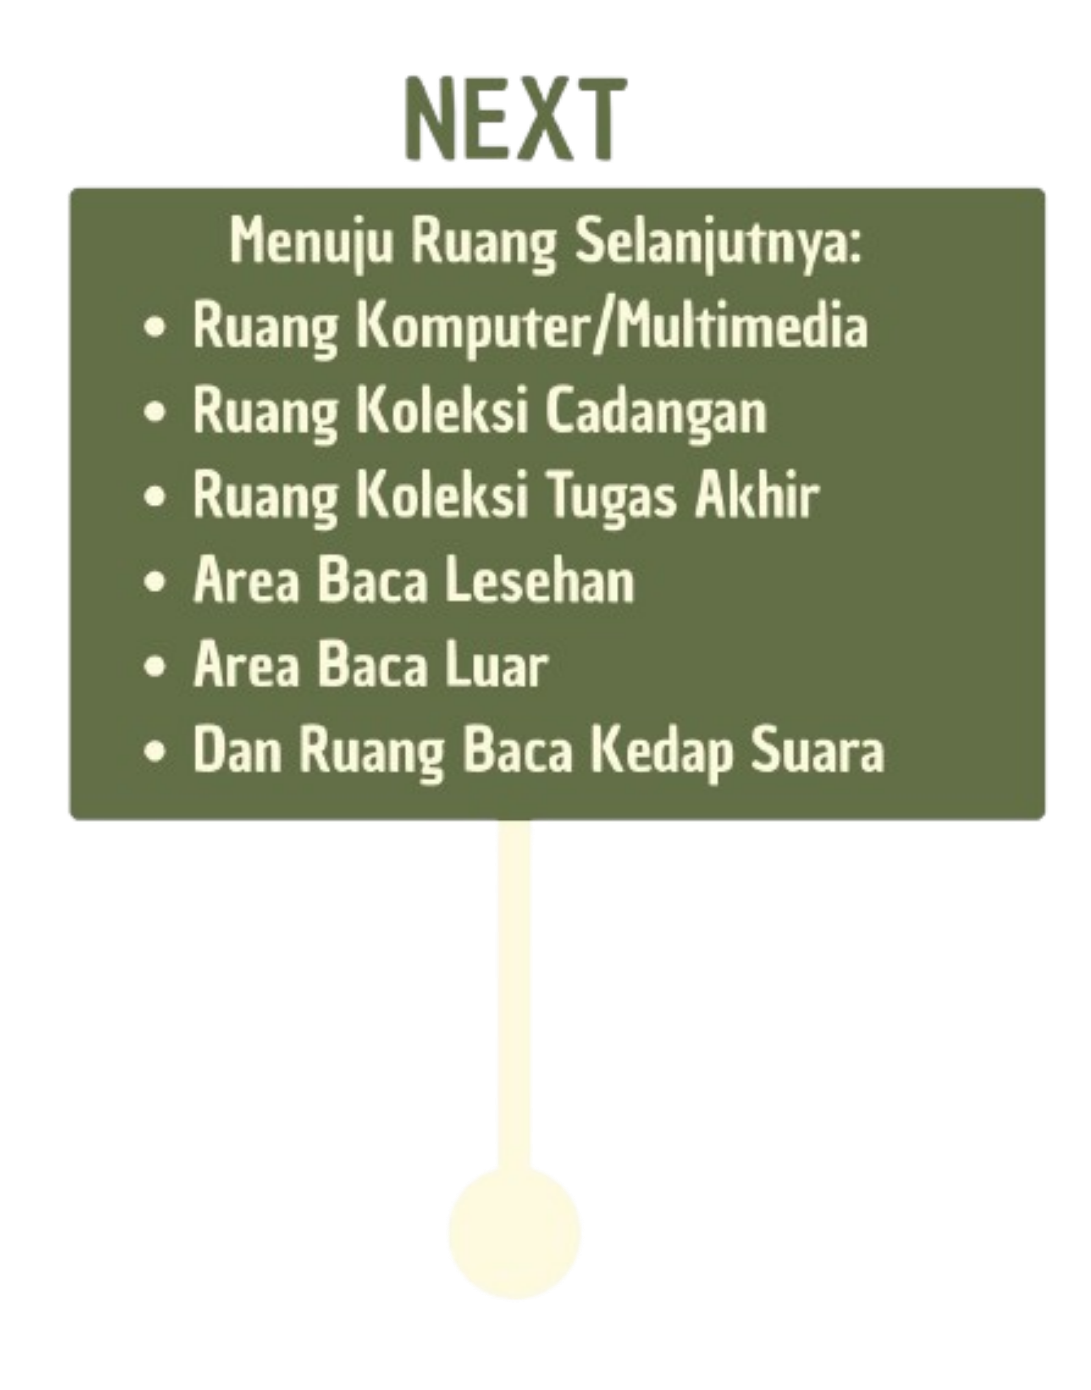 NEXT
Menuju Ruang Selanjutnya:
• Ruang Komputer/Multimedia
• Ruang Koleksi Cadangan
• Ruang Koleksi Tugas Akhir
• Area Baca Lesehan
• Area Baca Luar
• Dan Ruang Baca Kedap Suara